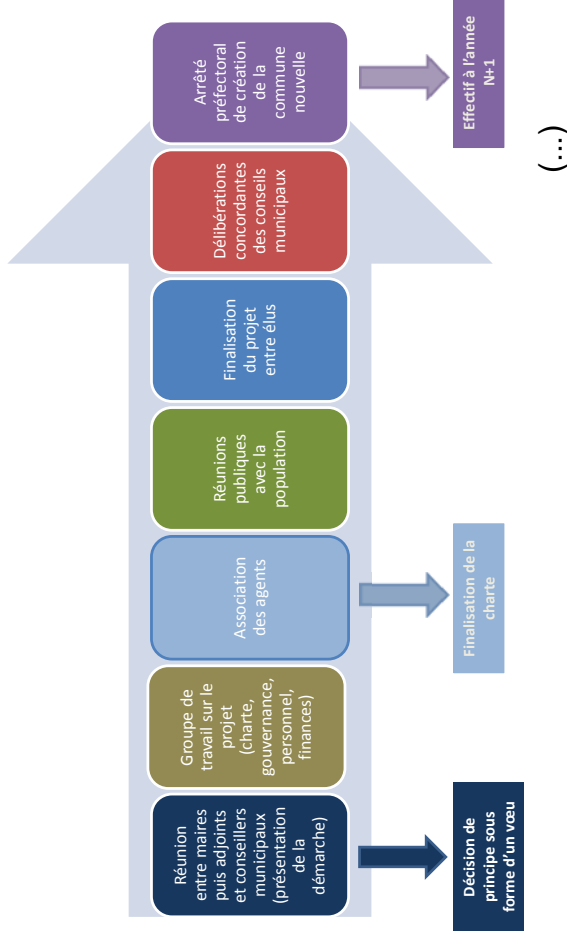 Réunion
entre maires
puis adjoints
et conseillers
municipaux
(présentation
de la
démarche)
Groupe de
travail sur le
projet
(charte,
gouvernance,
personnel,
finances)
Association
des agents
Réunions
publiques
avec la
population
Finalisation
du projet
entre élus
Délibérations
concordantes
des conseils
municipaux
Arrêté
préfectoral
de création
de la
commune
nouvelle
Décision de
principe sous
forme d'un vœu
Finalisation de la
charte
Effectif à l'année
N+1
(...)